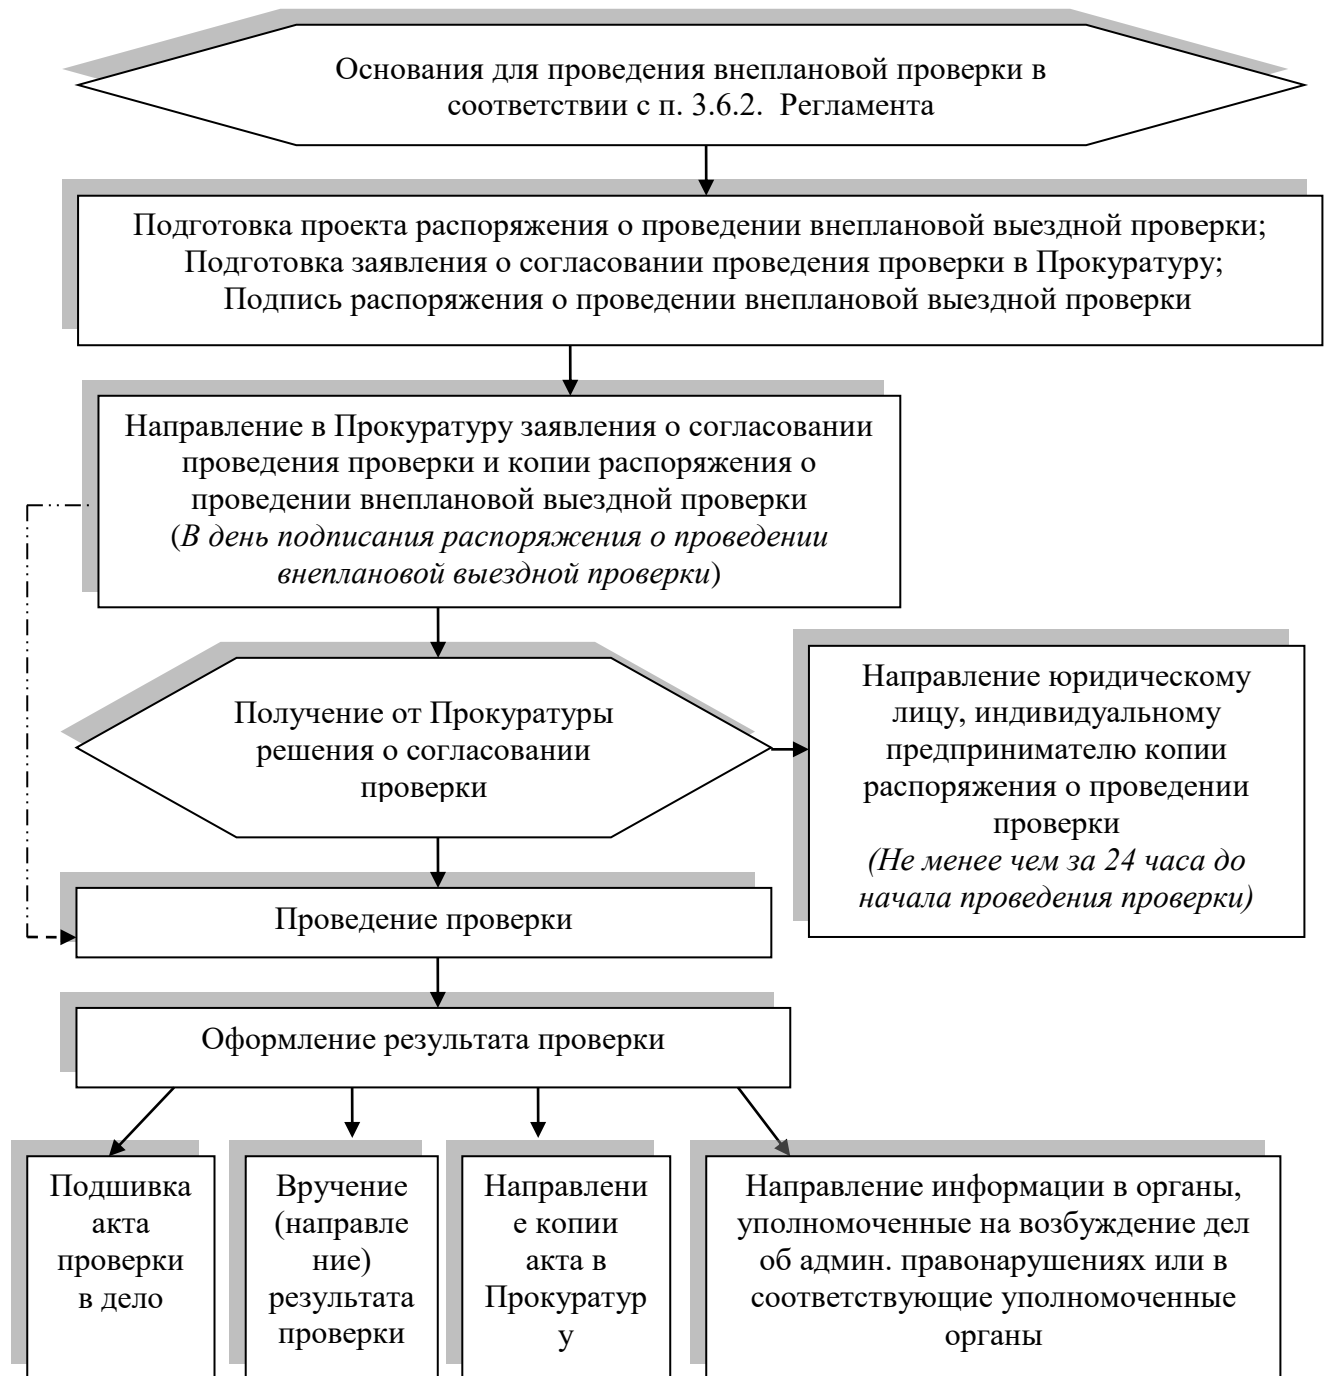 Основания для проведения внеплановой проверки в
соответствии с п. 3.6.2. Регламента
Подготовка проекта распоряжения о проведении внеплановой выездной проверки;
Подготовка заявления о согласовании проведения проверки в Прокуратуру;
Подпись распоряжения о проведении внеплановой выездной проверки
Направление в Прокуратуру заявления о согласовании
проведения проверки и копии распоряжения о
проведении внеплановой выездной проверки
(В день подписания распоряжения о проведении
внеплановой выездной проверки)
Получение от Прокуратуры
решения о согласовании
проверки
Направление юридическому
лицу, индивидуальному
предпринимателю копии
распоряжения о проведении
проверки
(Не менее чем за 24 часа до
начала проведения проверки)
Проведение проверки
Оформление результата проверки
Подшивка
акта
проверки
в дело
Вручение
(направле
ние)
результата
проверки
Направлени
е копии
акта в
Прокуратур
у
Направление информации в органы,
уполномоченные на возбуждение дел
об админ. правонарушениях или в
соответствующие уполномоченные
органы